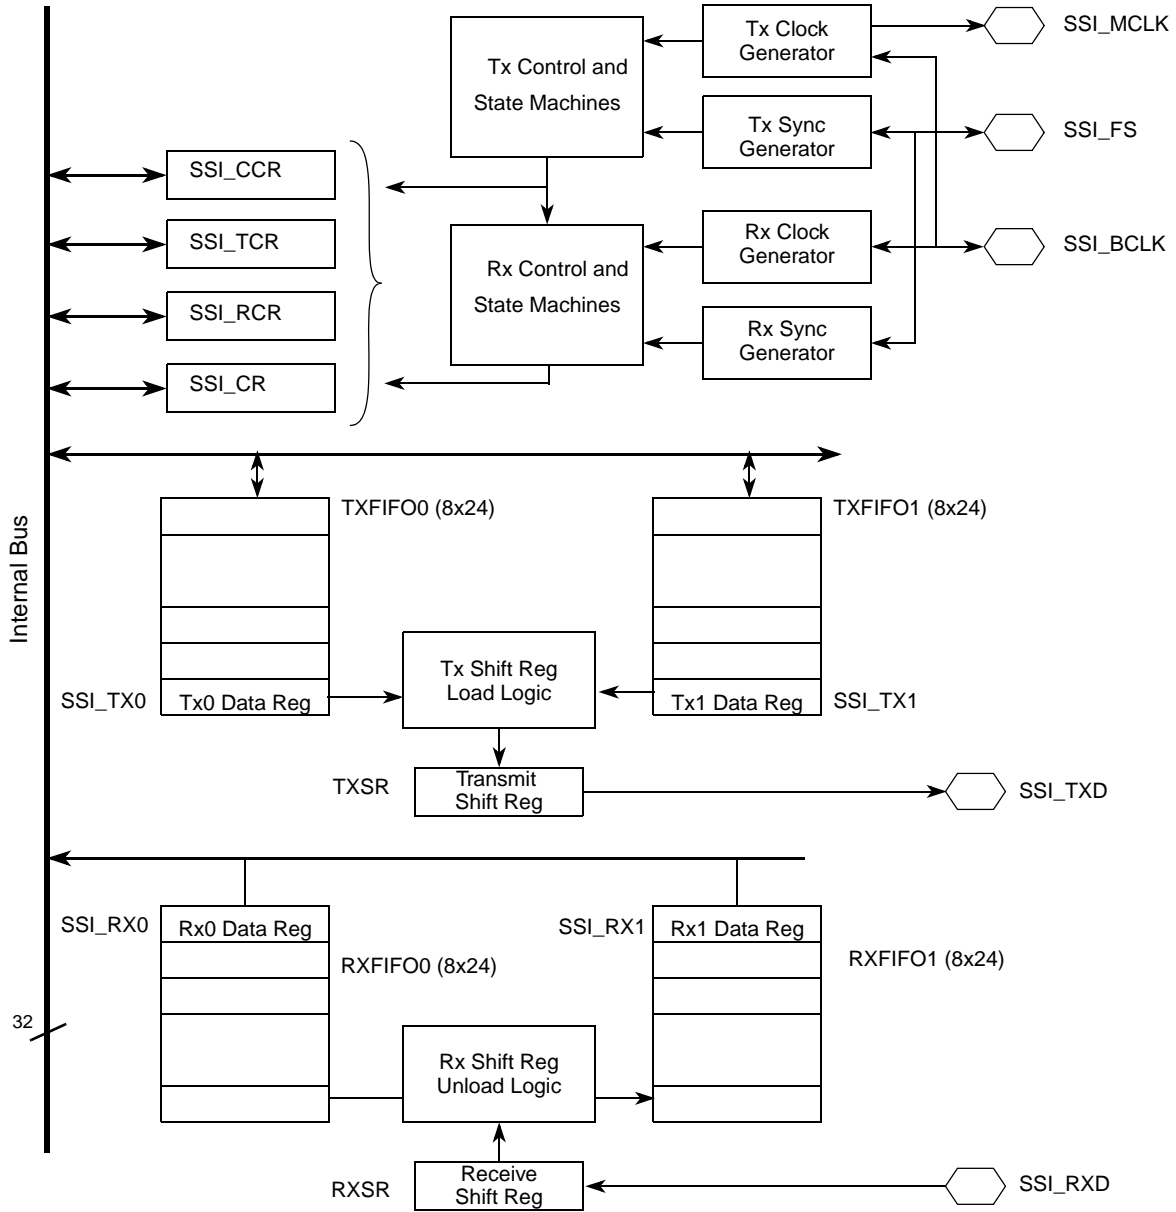 Tx Clock
Generator
SSI_MCLK
Tx Control and
State Machines
Tx Sync
Generator
SSI_FS
SSI_CCR
SSI_TCR
SSI_RCR
SSI_CR
Rx Clock
Generator
SSI_BCLK
Rx Control and
State Machines
Rx Sync
Generator
Internal Bus
TXFIFO0 (8x24)
TXFIFO1 (8x24)
Tx Shift Reg
Load Logic
SSI_TX0
Tx0 Data Reg
Tx1 Data Reg
SSI_TX1
TXSR
Transmit
Shift Reg
SSI_TXD
SSI_RX0
Rx0 Data Reg
SSI_RX1
Rx1 Data Reg
RXFIFO0 (8x24)
RXFIFO1 (8x24)
32
Rx Shift Reg
Unload Logic
RXSR
Receive
Shift Reg
SSI_RXD